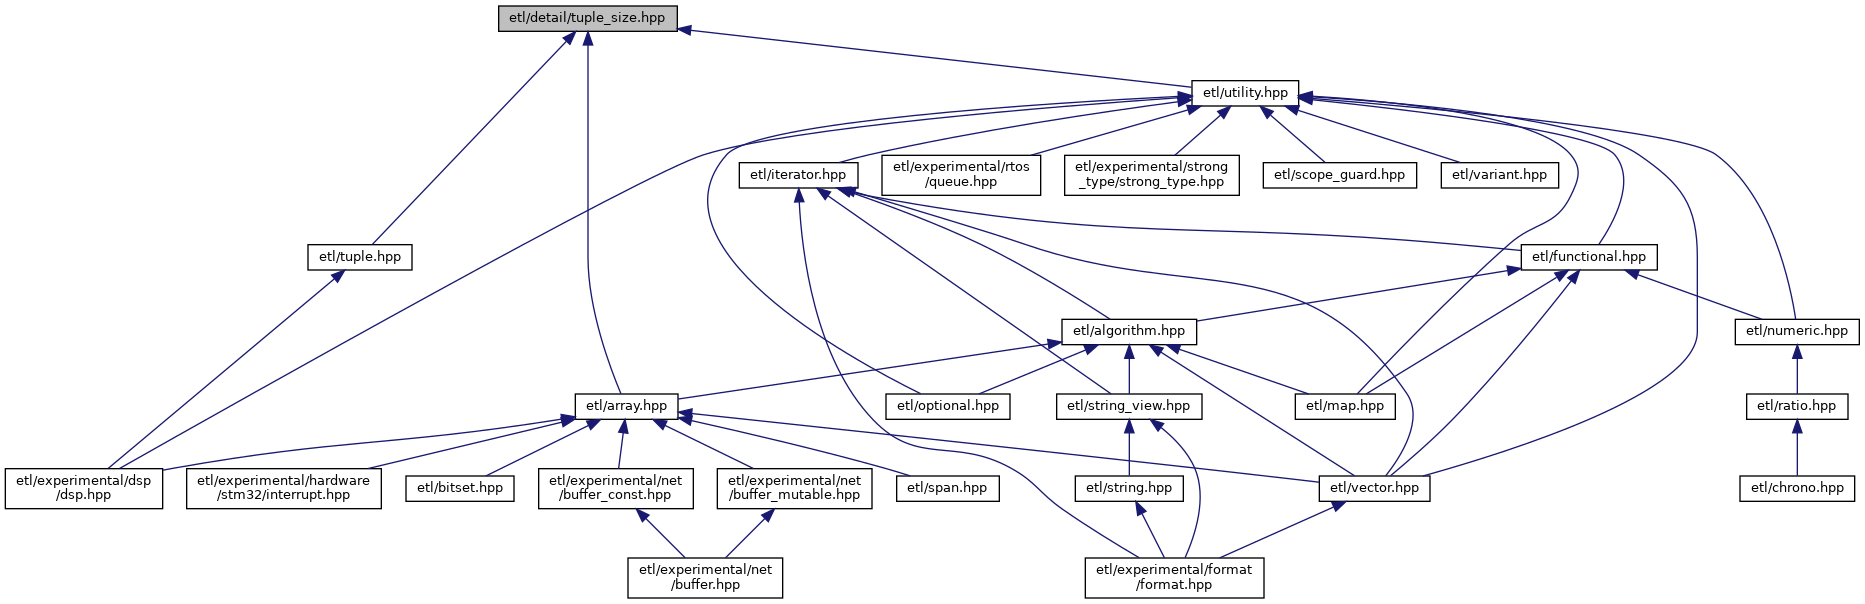 etl/detail/tuple_size.hpp
etl/utility.hpp
etl/iterator.hpp
etl/experimental/rtos
/queue.hpp
etl/experimental/strong
_type/strong_type.hpp
etl/scope_guard.hpp
etl/variant.hpp
etl/tuple.hpp
etl/functional.hpp
etl/algorithm.hpp
etl/numeric.hpp
etl/array.hpp
etl/optional.hpp
etl/string_view.hpp
etl/map.hpp
etl/ratio.hpp
etl/experimental/dsp
/dsp.hpp
etl/experimental/hardware
/stm32/interrupt.hpp
etl/bitset.hpp
etl/experimental/net
/buffer_const.hpp
etl/experimental/net
/buffer_mutable.hpp
etl/span.hpp
etl/string.hpp
etl/vector.hpp
etl/chrono.hpp
etl/experimental/net
/buffer.hpp
etl/experimental/format
/format.hpp